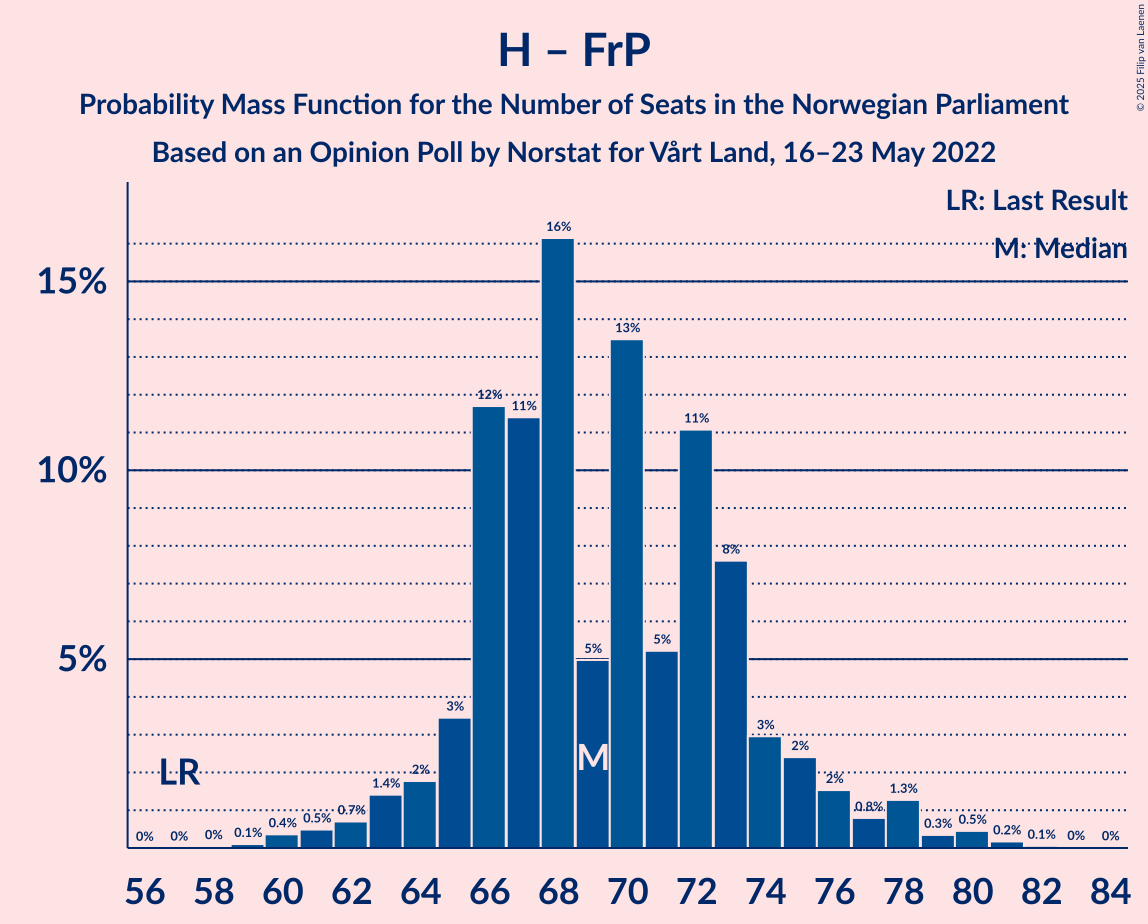 © 2025 Filip van Laenen
H – FrP
Probability Mass Function for the Number of Seats in the Norwegian Parliament
Based on an Opinion Poll by Norstat for Vårt Land, 16–23 May 2022
LR: Last Result
M: Median
15%
10%
5%
0% 0% 0% 0.1% 0.4% 0.5% 0.7% 1.4% 2% 3% 12% 11% 16% 5% 13% 5% 11% 8% 3% 2% 2% 0.8% 1.3% 0.3% 0.5% 0.2% 0.1% 0% 0%
LR
M
56 58 60 62 64 66 68 70 72 74 76 78 80 82 84